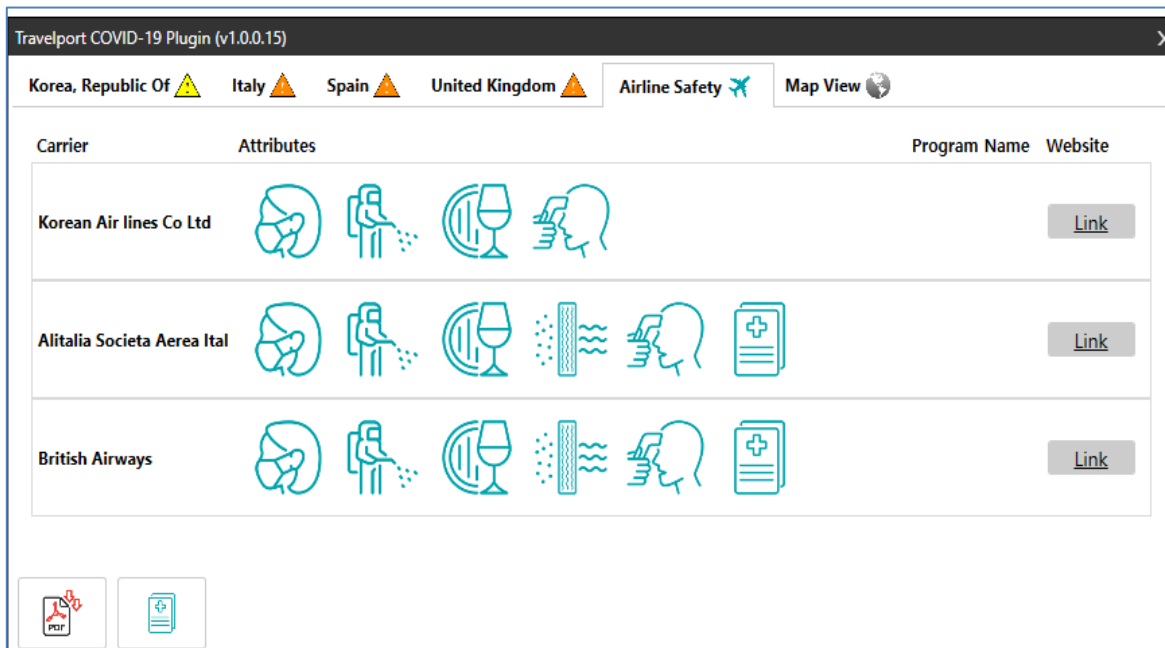 Travelport COVID-19 Plugin (v1.0.0.15)
Korea, Republic Of Italy Spain United Kingdom Airline Safety Map View
Carrier Attributes Program Name Website
Korean Air lines Co Ltd Link
Alitalia Societa Aerea Ital Link
British Airways Link
PDF